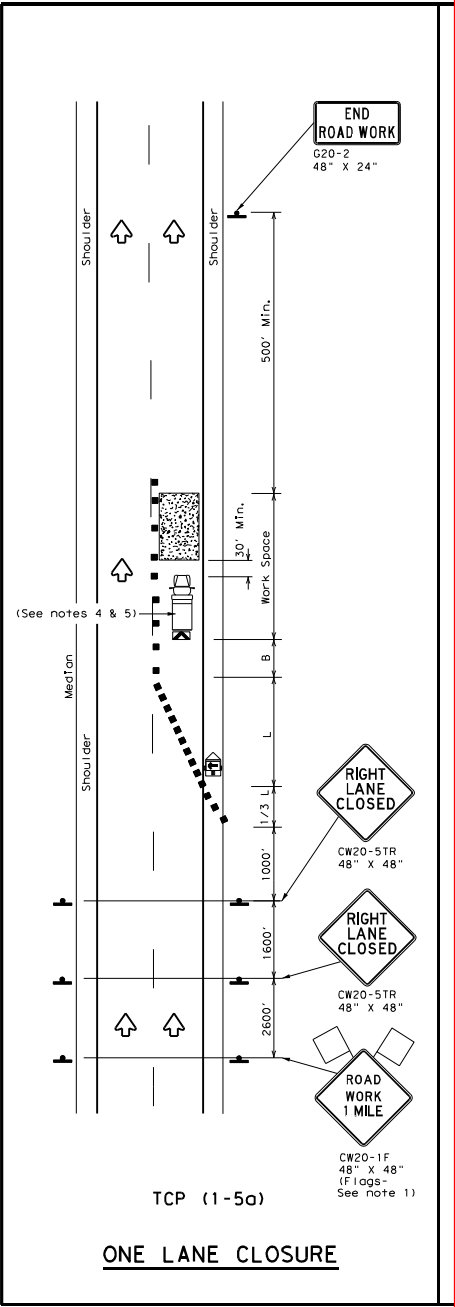 END
ROAD WORK
G20-2
48" X 24"
Shoulder
Shoulder
500' Min.
30' Min.
Work Space
(See notes 4 & 5)
B
Median
L
Shoulder
1/3 L
RIGHT
LANE
CLOSED
CW20-5TR
48" X 48"
1000'
1600'
RIGHT
LANE
CLOSED
CW20-5TR
48" X 48"
2600'
ROAD
WORK
1 MILE
CW20-1F
48" X 48"
(Flags-
See note 1)
TCP (1-5a)
ONE LANE CLOSURE